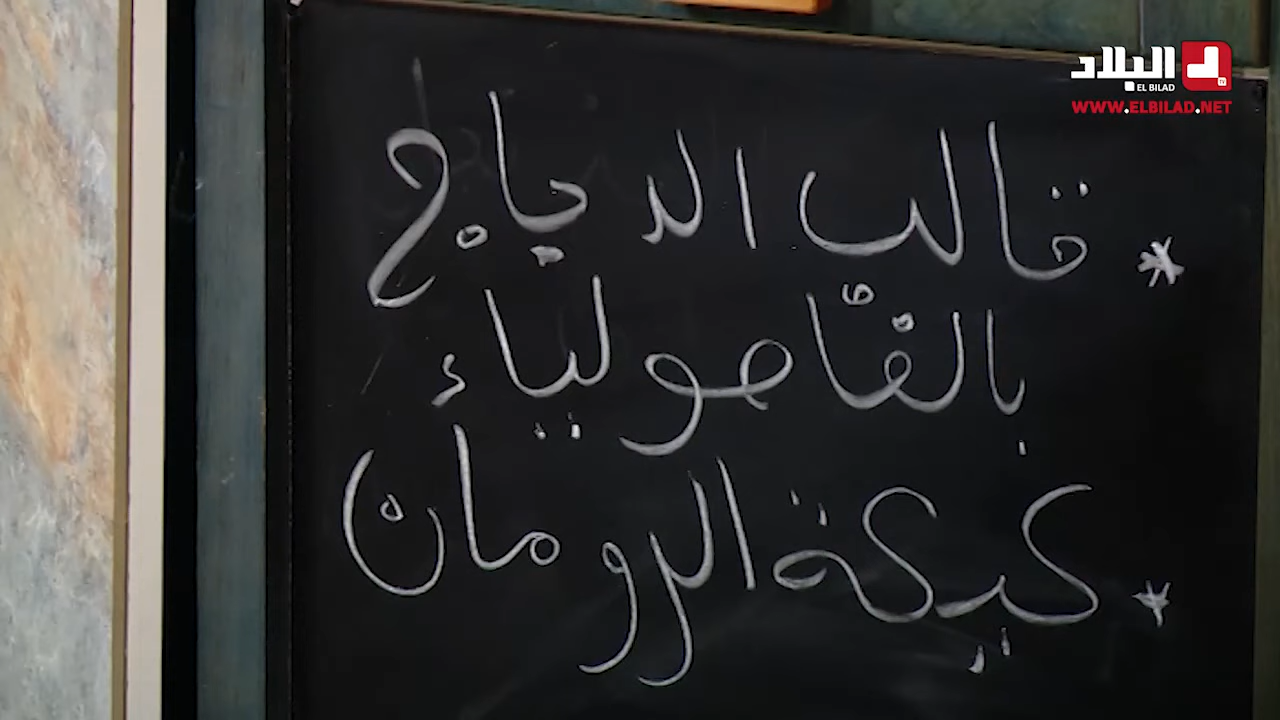 البلاد
EL BILAD
WWW.ELBILAD.NET
* قالب الدجاج
بالفاصولياء
* كيكة الرومان